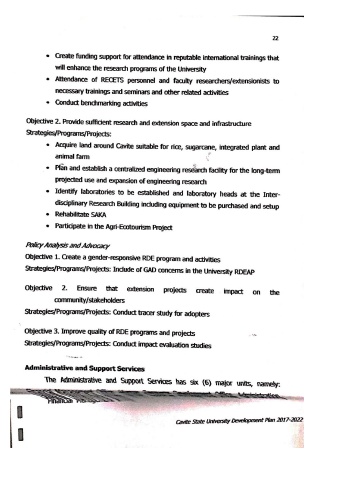 22
• Create funding support for attendance in reputable international trainings that
will enhance the research programs of the University
• Attendance of RECETS personnel and faculty researchers/extensionists to
necessary trainings and seminars and other related activities
• Conduct benchmarking activities
Objective 2. Provide sufficient research and extension space and infrastructure
Strategies/Programs/Projects:
• Acquire land around Cavite suitable for rice, sugarcane, integrated plant and
animal farm
• Plan and establish a centralized engineering research facility for the long-term
projected use and expansion of engineering research
• Identify laboratories to be established and laboratory heads at the Inter-
disciplinary Research Building including equipment to be purchased and setup
• Rehabilitate SAKA
• Participate in the Agri-Ecotourism Project
Policy Analysis and Advocacy
Objective 1. Create a gender-responsive RDE program and activities
Strategies/Programs/Projects: Include of GAD concerns in the University RDEAP
Objective 2. Ensure that extension projects create impact on the
community/stakeholders
Strategies/Programs/Projects: Conduct tracer study for adopters
Objective 3. Improve quality of RDE programs and projects
Strategies/Programs/Projects: Conduct impact evaluation studies
Administrative and Support Services
The Administrative and Support Services has six (6) major units, namely:
Financial
Cavite State University Development Plan 2017-2022